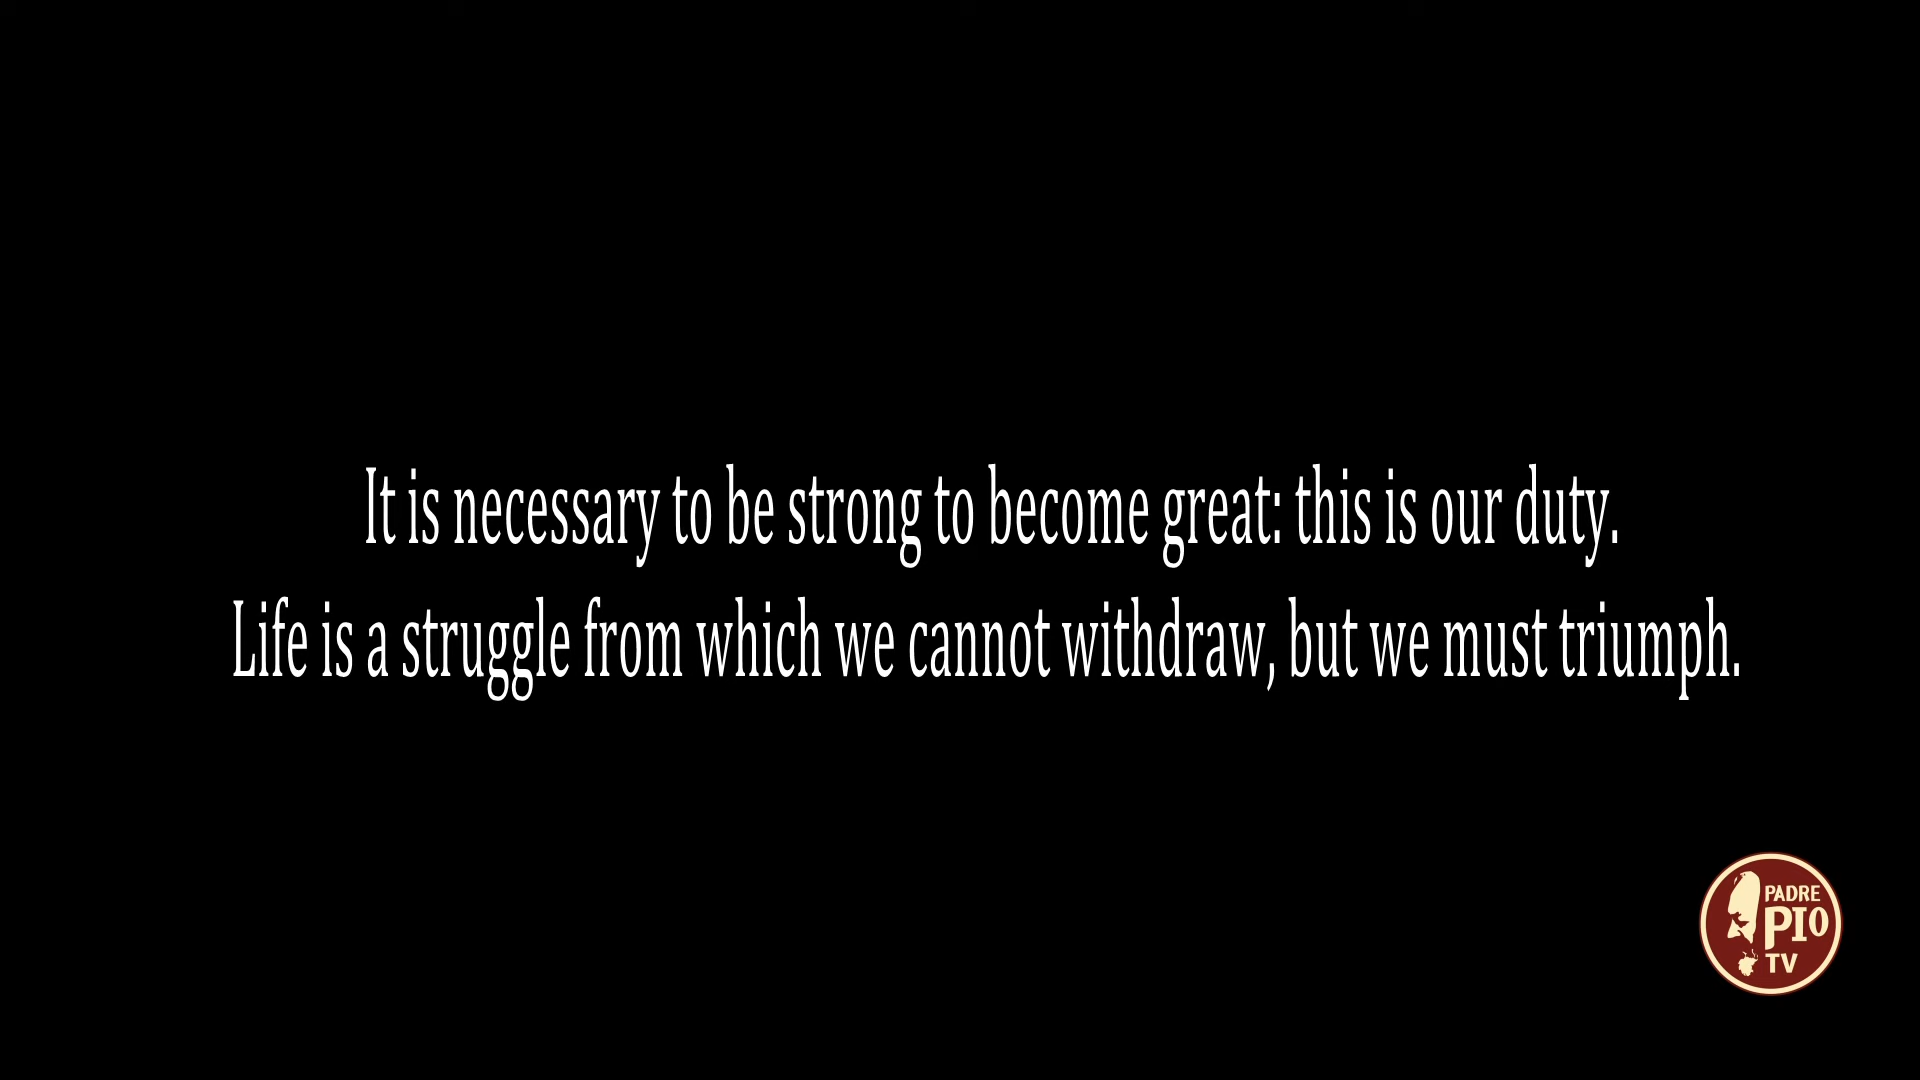 It is necessary to be strong to become great: this is our duty.
Life is a struggle from which we cannot withdraw, but we must triumph.
PADRE
PIO
TV